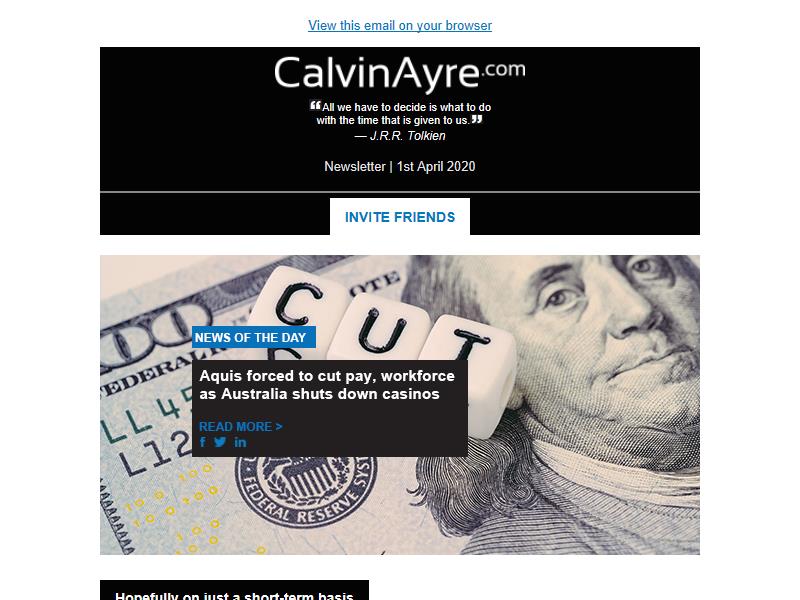 View this email on your browser
CalvinAyre.com
❝All we have to decide is what to do
with the time that is given to us.❞
— J.R.R. Tolkien
Newsletter | 1st April 2020
INVITE FRIENDS
CUT
NEWS OF THE DAY
Aquis forced to cut pay, workforce
as Australia shuts down casinos
READ MORE >
FEDERAL RESERVE SYS
Hopefully on just a short-term basis